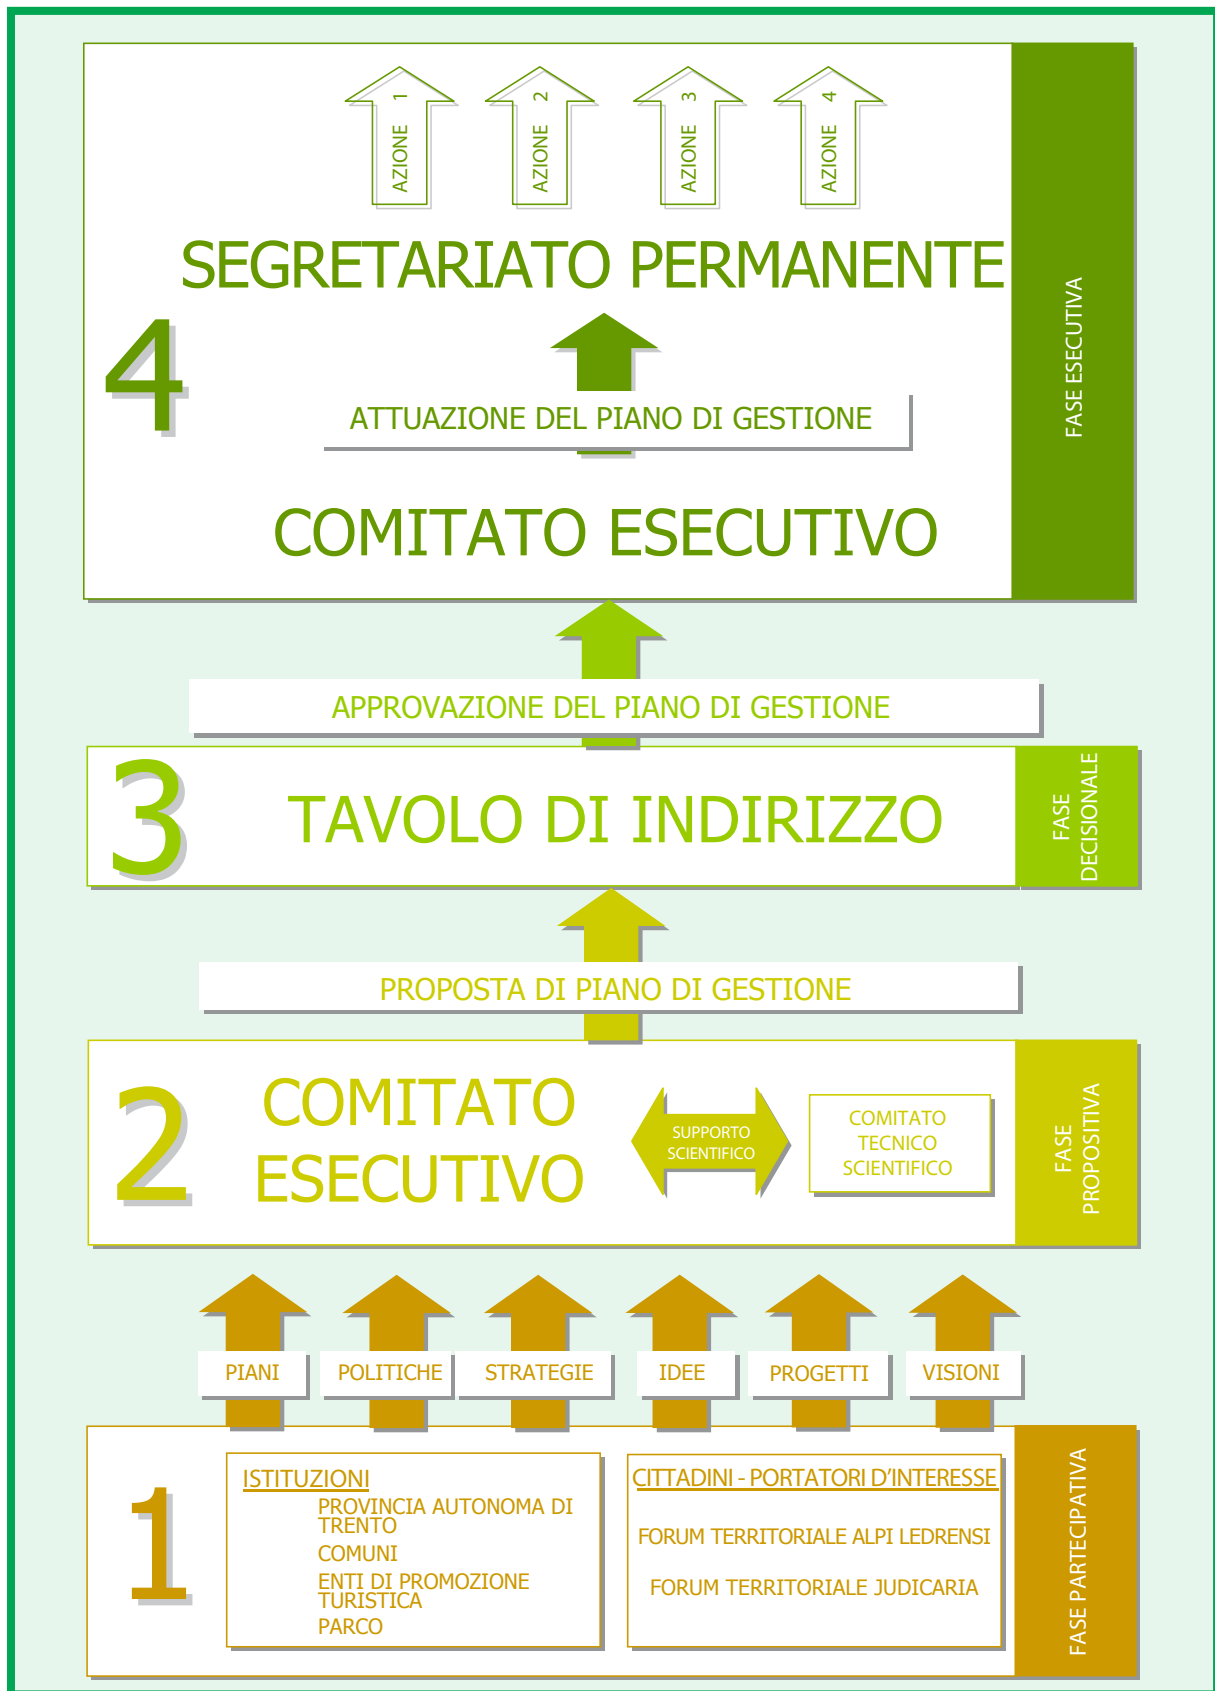 AZIONE 1
AZIONE 2
AZIONE 3
AZIONE 4
SEGRETARIATO PERMANENTE
4
ATTUAZIONE DEL PIANO DI GESTIONE
COMITATO ESECUTIVO
FASE ESECUTIVA
APPROVAZIONE DEL PIANO DI GESTIONE
3
TAVOLO DI INDIRIZZO
FASE
DECISIONALE
PROPOSTA DI PIANO DI GESTIONE
2
COMITATO
ESECUTIVO
SUPPORTO
SCIENTIFICO
COMITATO
TECNICO
SCIENTIFICO
FASE
PROPOSITIVA
PIANI
POLITICHE
STRATEGIE
IDEE
PROGETTI
VISIONI
1
ISTITUZIONI
PROVINCIA AUTONOMA DI
TRENTO
COMUNI
ENTI DI PROMOZIONE
TURISTICA
PARCO
CITTADINI - PORTATORI D'INTERESSE
FORUM TERRITORIALE ALPI LEDRENSI
FORUM TERRITORIALE JUDICARIA
FASE PARTECIPATIVA